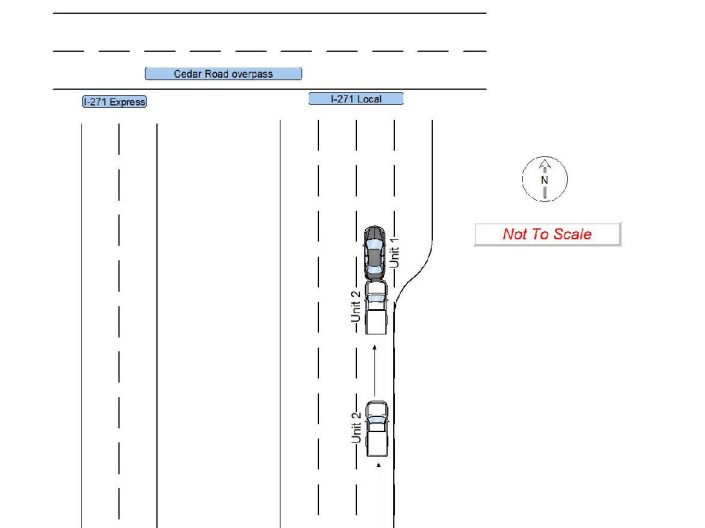 Cedar Road overpass
I-271 Express
I-271 Local
N
Not To Scale
Unit 1
Unit 2
Unit 2